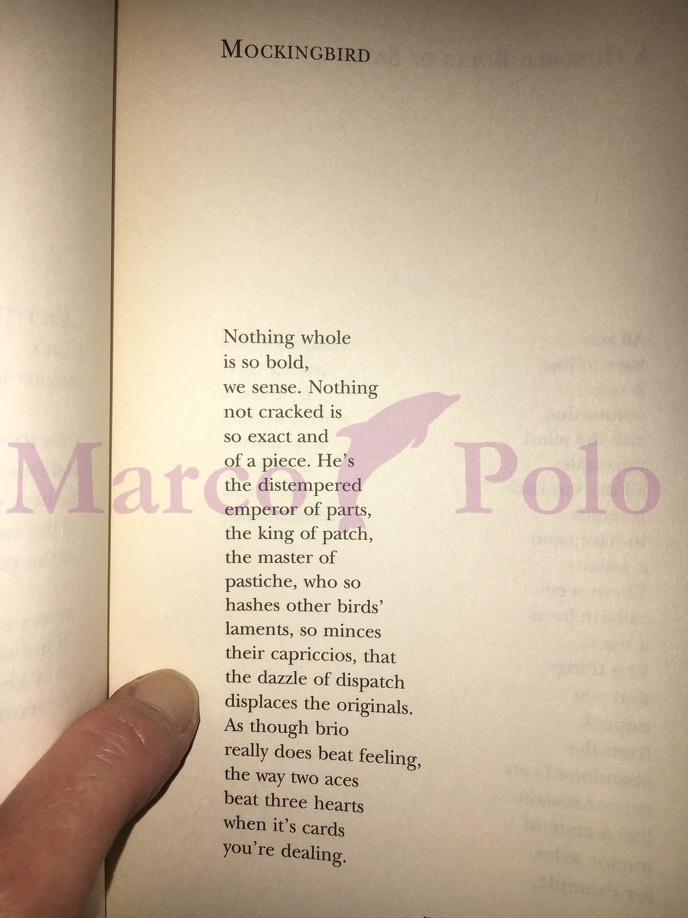 MOCKINGBIRD
Nothing whole
is so bold,
we sense. Nothing
not cracked is
so exact and
of a piece. He's
the distempered
emperor of parts,
the king of patch,
the master of
pastiche, who so
hashes other birds'
laments, so minces
their capriccios, that
the dazzle of dispatch
displaces the originals.
As though brio
really does beat feeling,
the way two aces
beat three hearts
when it's cards
you're dealing.
Marco Polo